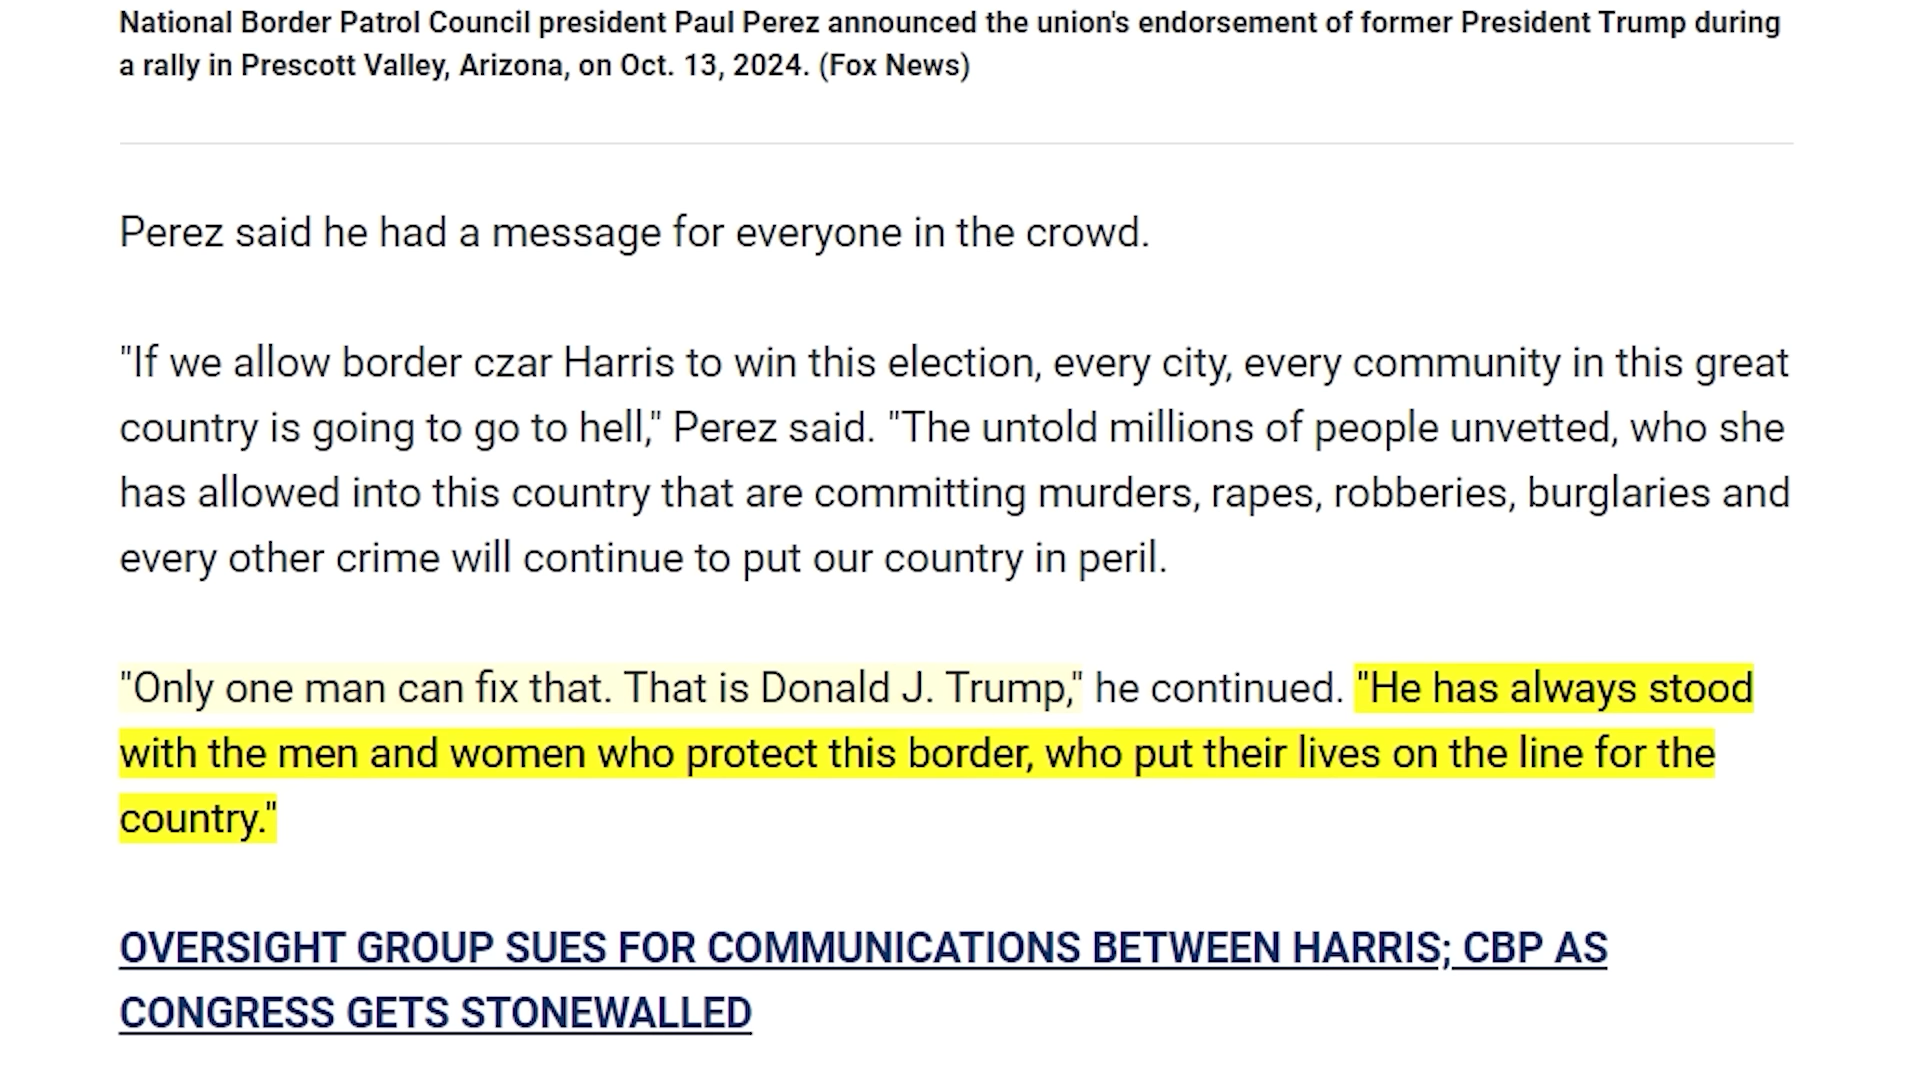 National Border Patrol Council president Paul Perez announced the union's endorsement of former President Trump during
a rally in Prescott Valley, Arizona, on Oct. 13, 2024. (Fox News)
Perez said he had a message for everyone in the crowd.
"If we allow border czar Harris to win this election, every city, every community in this great
country is going to go to hell," Perez said. "The untold millions of people unvetted, who she
has allowed into this country that are committing murders, rapes, robberies, burglaries and
every other crime will continue to put our country in peril.
"Only one man can fix that. That is Donald J. Trump," he continued. "He has always stood
with the men and women who protect this border, who put their lives on the line for the
country."
OVERSIGHT GROUP SUES FOR COMMUNICATIONS BETWEEN HARRIS; CBP AS
CONGRESS GETS STONEWALLED